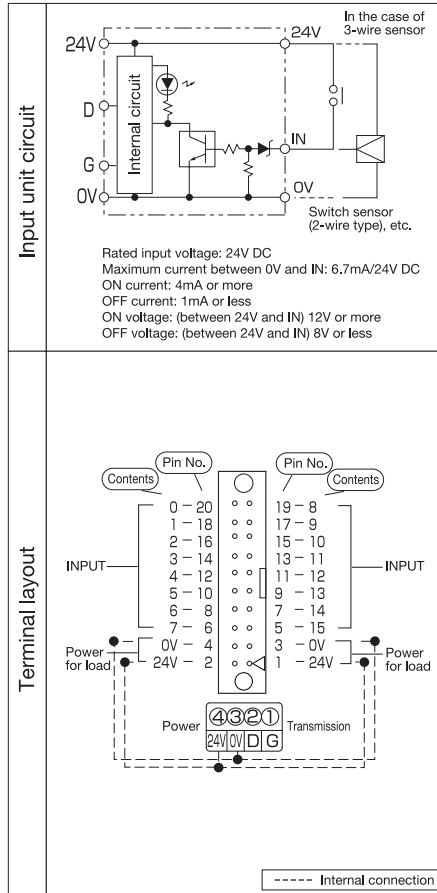 Input unit circuit
24V
D
G
0V
Internal circuit
24V
IN
0V
In the case of
3-wire sensor
Switch sensor
(2-wire type), etc.
Rated input voltage: 24V DC
Maximum current between 0V and IN: 6.7mA/24V DC
ON current: 4mA or more
OFF current: 1mA or less
ON voltage: (between 24V and IN) 12V or more
OFF voltage: (between 24V and IN) 8V or less
Terminal layout
Pin No. Pin No.
Contents Contents
0 – 20 19 – 8
1 – 18 17 – 9
2 – 16 15 – 10
3 – 14 13 – 11
INPUT 4 – 12 11 – 12 INPUT
5 – 10 9 – 13
6 – 8 7 – 14
7 – 6 5 – 15
Power 0V – 4 3 – 0V Power
for load 24V – 2 1 – 24V for load
Power ④③②① Transmission
24V 0V D G
----- Internal connection